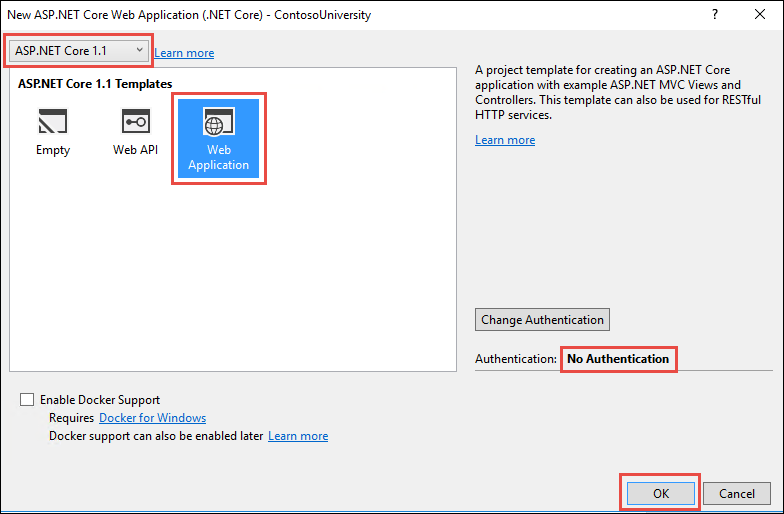 New ASP.NET Core Web Application (.NET Core) - ContosoUniversity
?
ASP.NET Core 1.1
Learn more
ASP.NET Core 1.1 Templates
Empty
Web API
Web
Application
A project template for creating an ASP.NET Core
application with example ASP.NET MVC Views and
Controllers. This template can also be used for RESTful
HTTP services.
Learn more
Change Authentication
Authentication: No Authentication
Enable Docker Support
Requires Docker for Windows
Docker support can also be enabled later Learn more
OK
Cancel